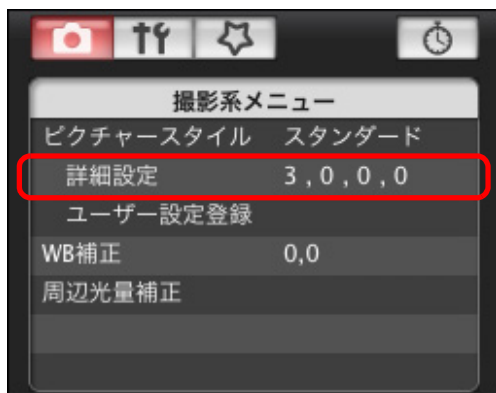 撮影系メニュー
ピクチャースタイル スタンダード
詳細設定 3,0,0,0
ユーザー設定登録
WB補正 0,0
周辺光量補正